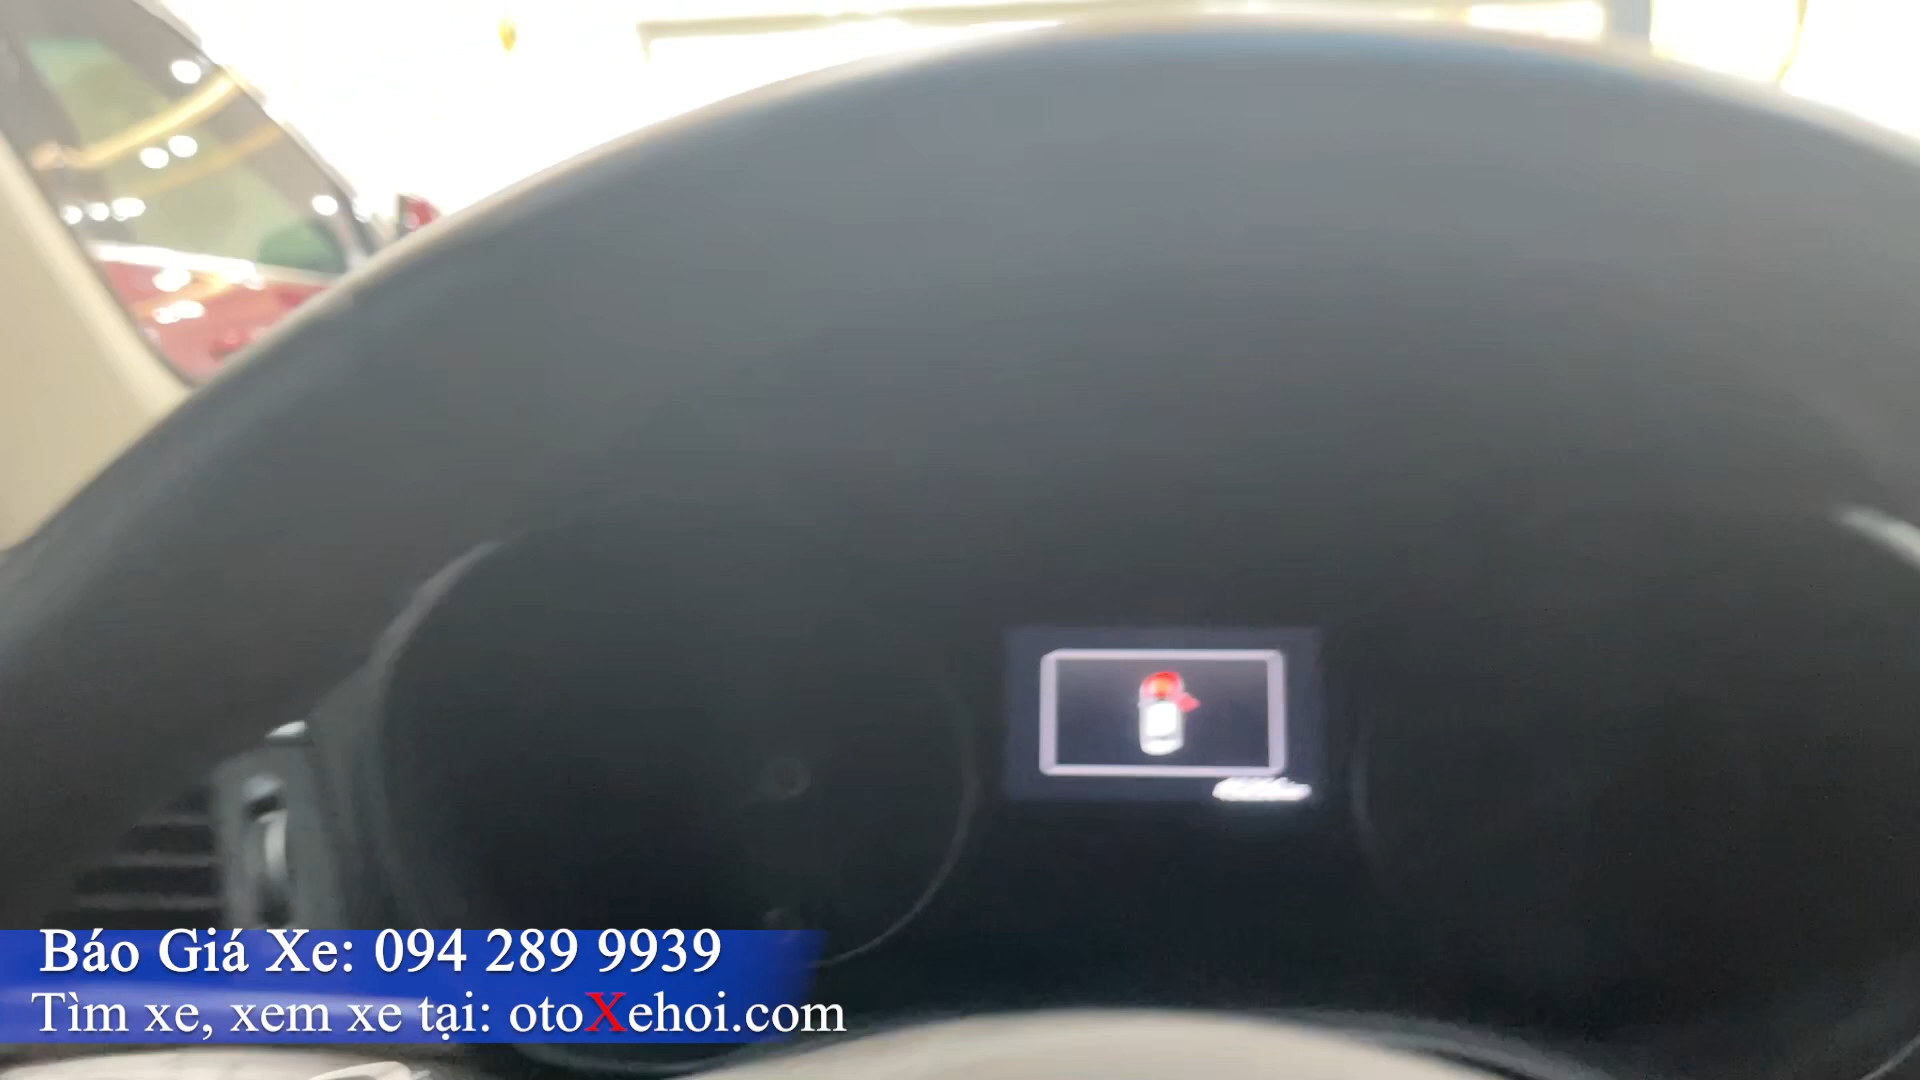 Báo Giá Xe: 094 289 9939
Tìm xe, xem xe tại: otoXehoi.com